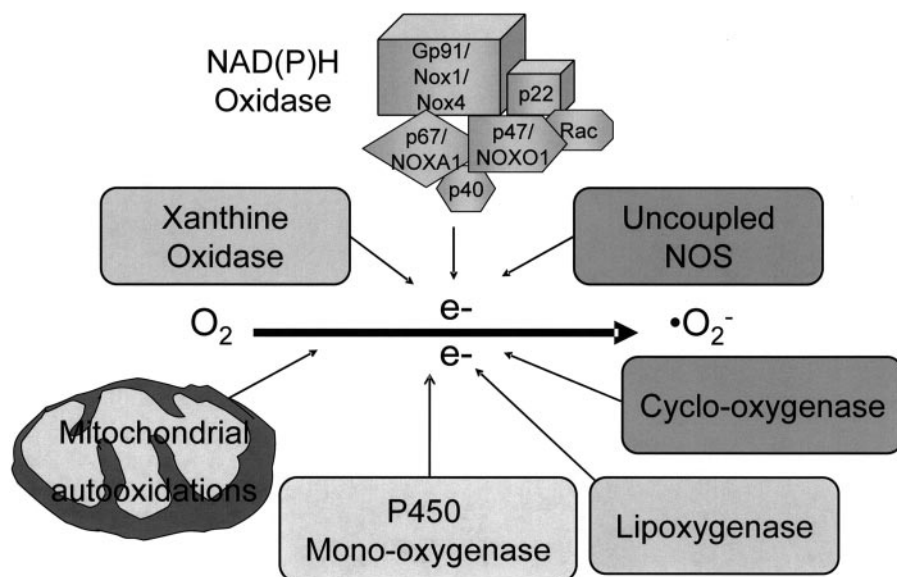 NAD(P)H
Oxidase
Gp91/
Nox1/
Nox4
p22
p67/
NOXA1
p47/
NOXO1
Rac
p40
Xanthine
Oxidase
Uncoupled
NOS
e-
O₂
•O₂⁻
e-
Mitochondrial
autooxidations
Cyclo-oxygenase
P450
Mono-oxygenase
Lipoxygenase